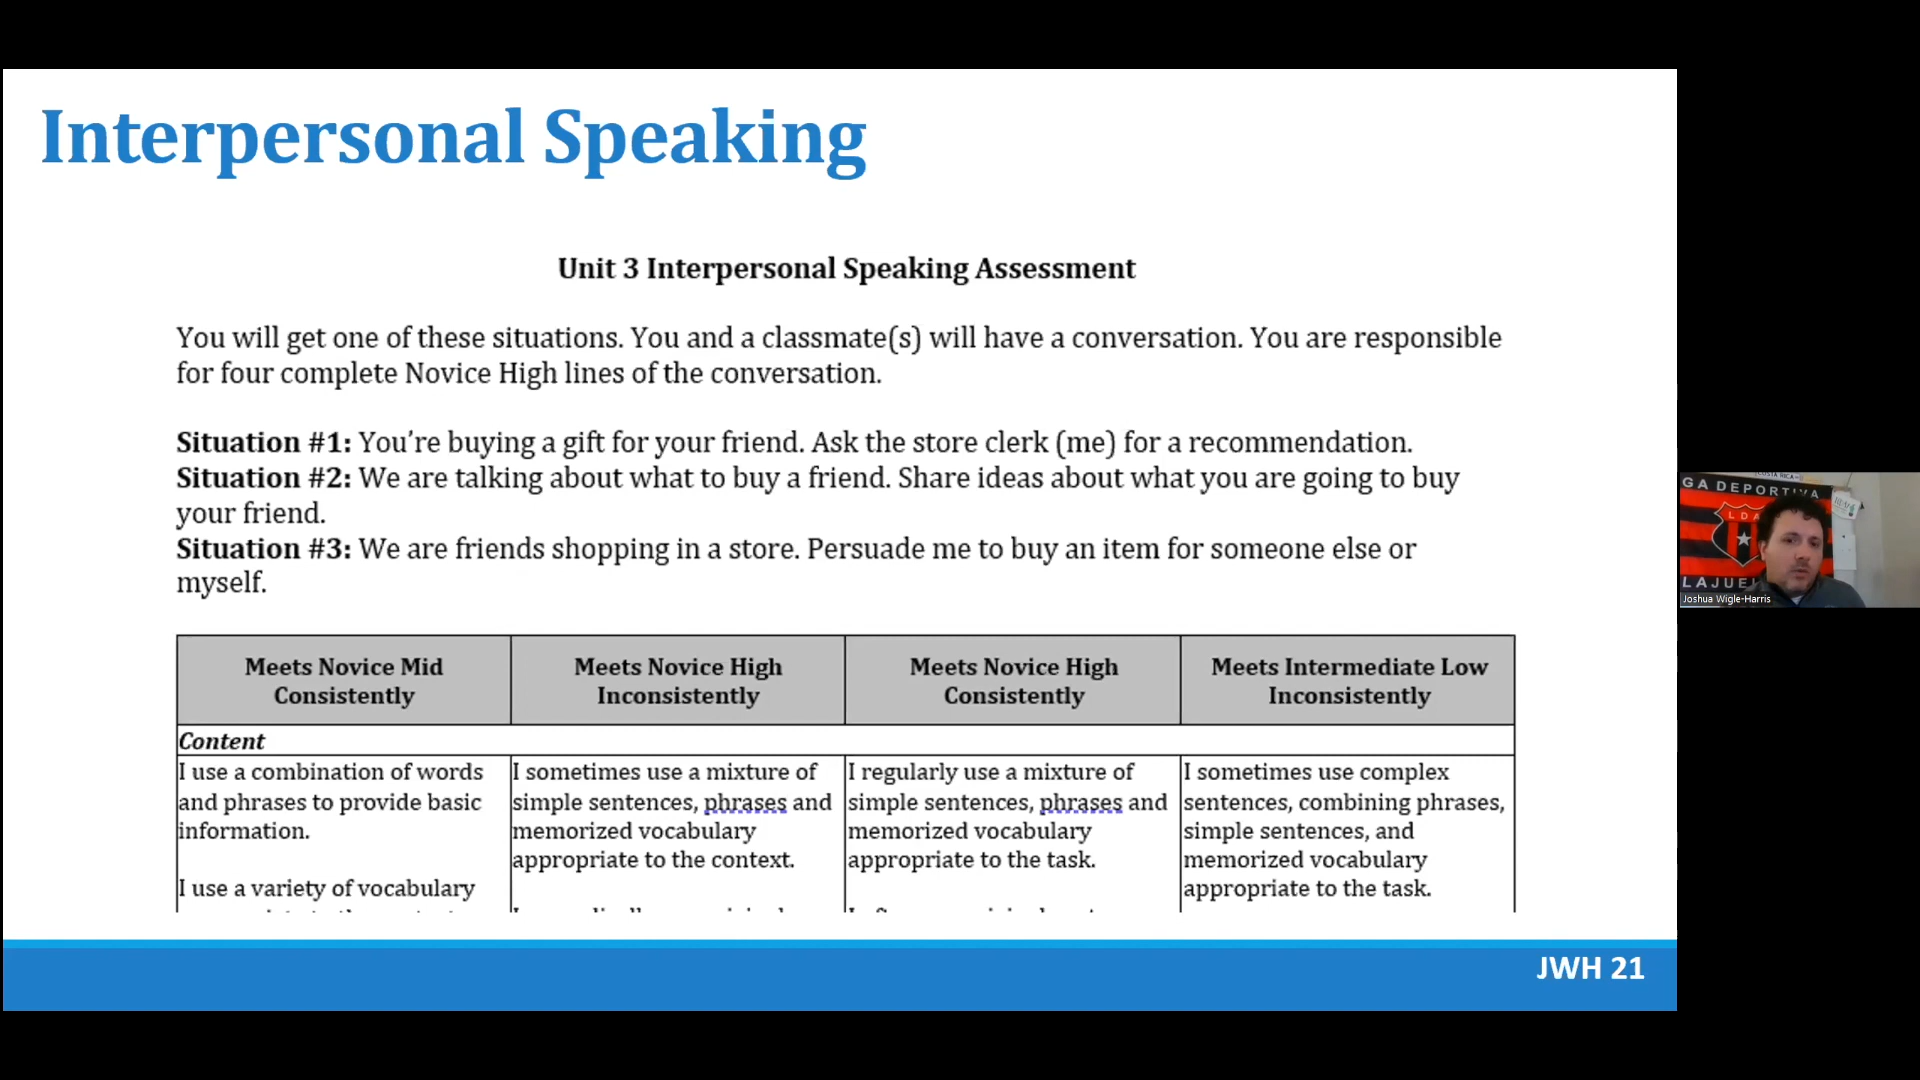 Interpersonal Speaking
Unit 3 Interpersonal Speaking Assessment
You will get one of these situations. You and a classmate(s) will have a conversation. You are responsible
for four complete Novice High lines of the conversation.
Situation #1: You're buying a gift for your friend. Ask the store clerk (me) for a recommendation.
Situation #2: We are talking about what to buy a friend. Share ideas about what you are going to buy
your friend.
Situation #3: We are friends shopping in a store. Persuade me to buy an item for someone else or
myself.
Meets Novice Mid
Consistently
Meets Novice High
Inconsistently
Meets Novice High
Consistently
Meets Intermediate Low
Inconsistently
Content
I use a combination of words
and phrases to provide basic
information.
I use a variety of vocabulary
I sometimes use a mixture of
simple sentences, phrases and
memorized vocabulary
appropriate to the context.
I regularly use a mixture of
simple sentences, phrases and
memorized vocabulary
appropriate to the task.
I sometimes use complex
sentences, combining phrases,
simple sentences, and
memorized vocabulary
appropriate to the task.
JWH 21
GA DEPORTIVA
LDA
LAJUE
Joshua Wigle-Harris